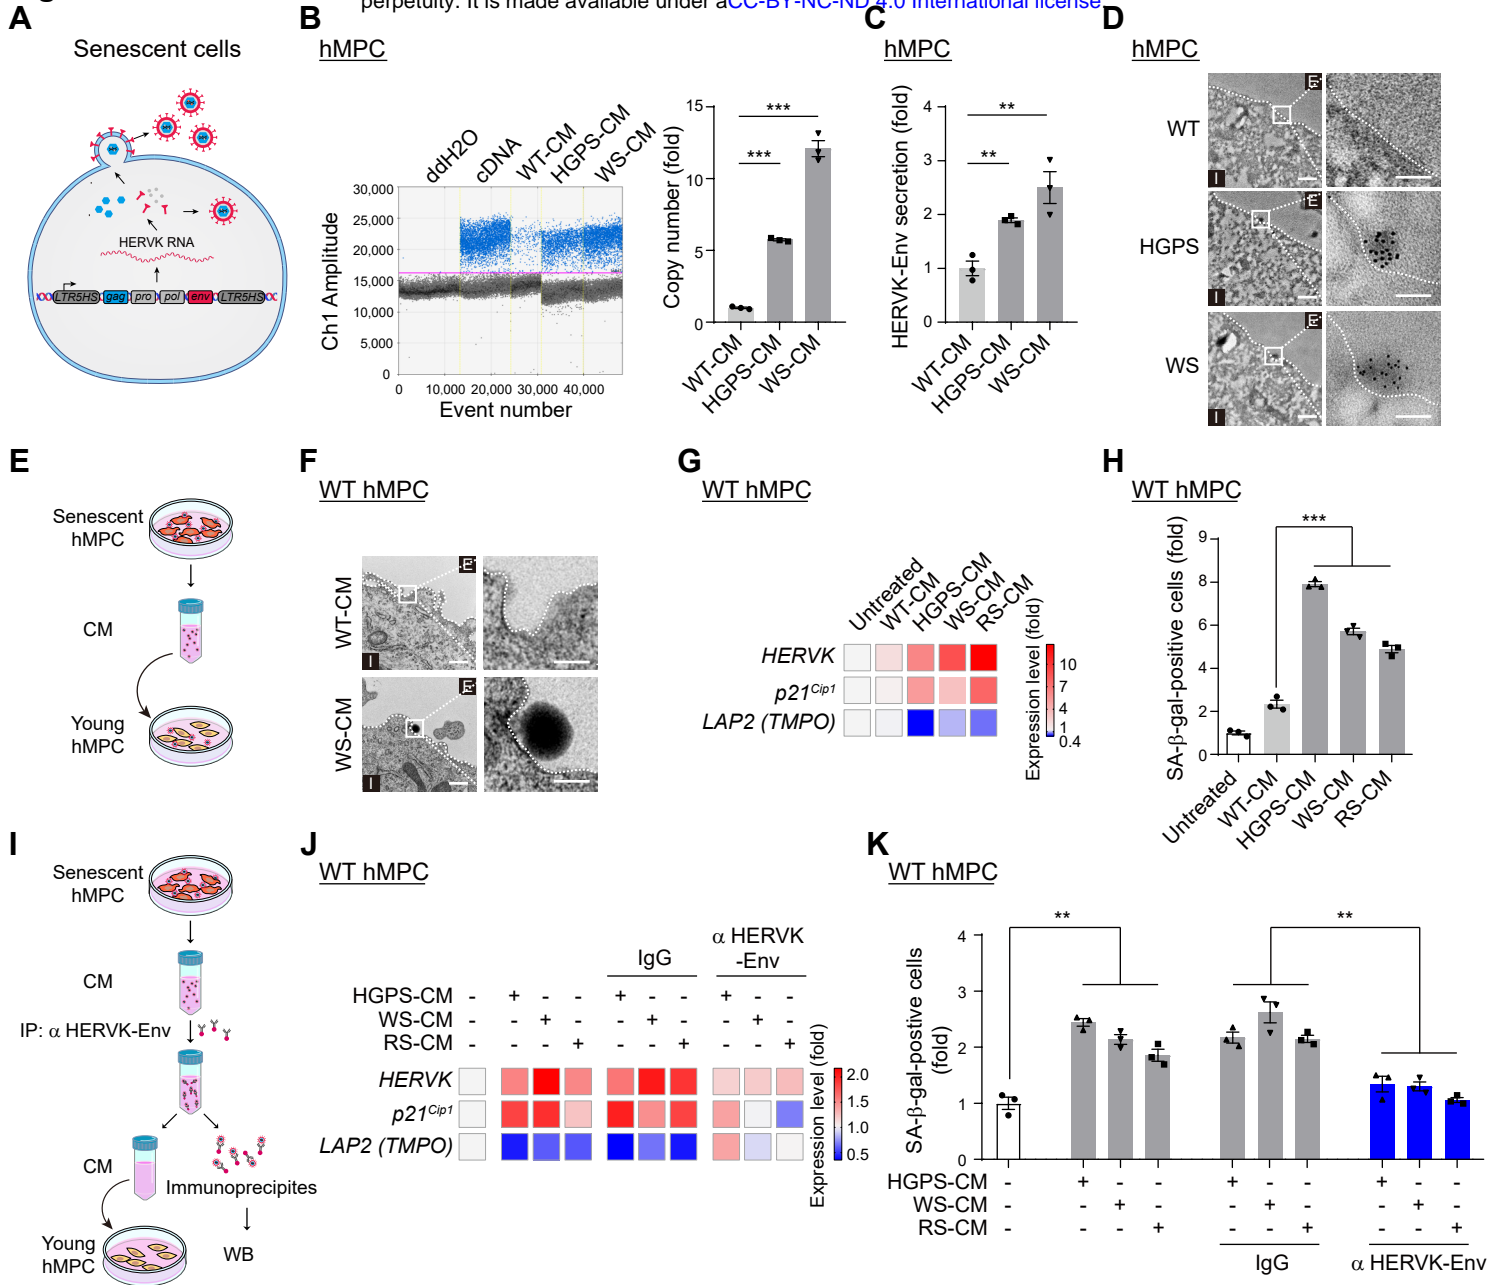 perpetuity. It is made available under aCC-BY-NC-ND 4.0 International license.
A
Senescent cells
HERVK RNA
LTR5HS gag pro pol env LTR5HS
B
hMPC
ddH2O
cDNA
WT-CM
HGPS-CM
WS-CM
Ch1 Amplitude
30,000
25,000
20,000
15,000
10,000
5,000
0
0 10,000 20,000 30,000 40,000
Event number
Copy number (fold)
15
10
5
0
***
***
WT-CM
HGPS-CM
WS-CM
C
hMPC
HERVK-Env secretion (fold)
4
3
2
1
0
**
**
WT-CM
HGPS-CM
WS-CM
D
hMPC
WT
E
I
HGPS
E
I
WS
E
I
E
Senescent
hMPC
CM
Young
hMPC
F
WT hMPC
WT-CM
E
I
WS-CM
E
I
G
WT hMPC
Untreated
WT-CM
HGPS-CM
WS-CM
RS-CM
HERVK
p21Cip1
LAP2 (TMPO)
Expression level (fold)
10
7
4
1
0.4
H
WT hMPC
SA-β-gal-positive cells (fold)
9
8
6
4
2
0
***
Untreated
WT-CM
HGPS-CM
WS-CM
RS-CM
I
Senescent
hMPC
CM
IP: α HERVK-Env
CM
Immunoprecipites
Young
hMPC
WB
J
WT hMPC
IgG
α HERVK
-Env
HGPS-CM - + - - + - - + - -
WS-CM - - + - - + - - + -
RS-CM - - - + - - + - - +
HERVK
p21Cip1
LAP2 (TMPO)
Expression level (fold)
2.0
1.5
1.0
0.5
K
WT hMPC
SA-β-gal-postive cells
(fold)
4
3
2
1
0
**
**
HGPS-CM - + - - + - - + - -
WS-CM - - + - - + - - + -
RS-CM - - - + - - + - - +
IgG
α HERVK-Env